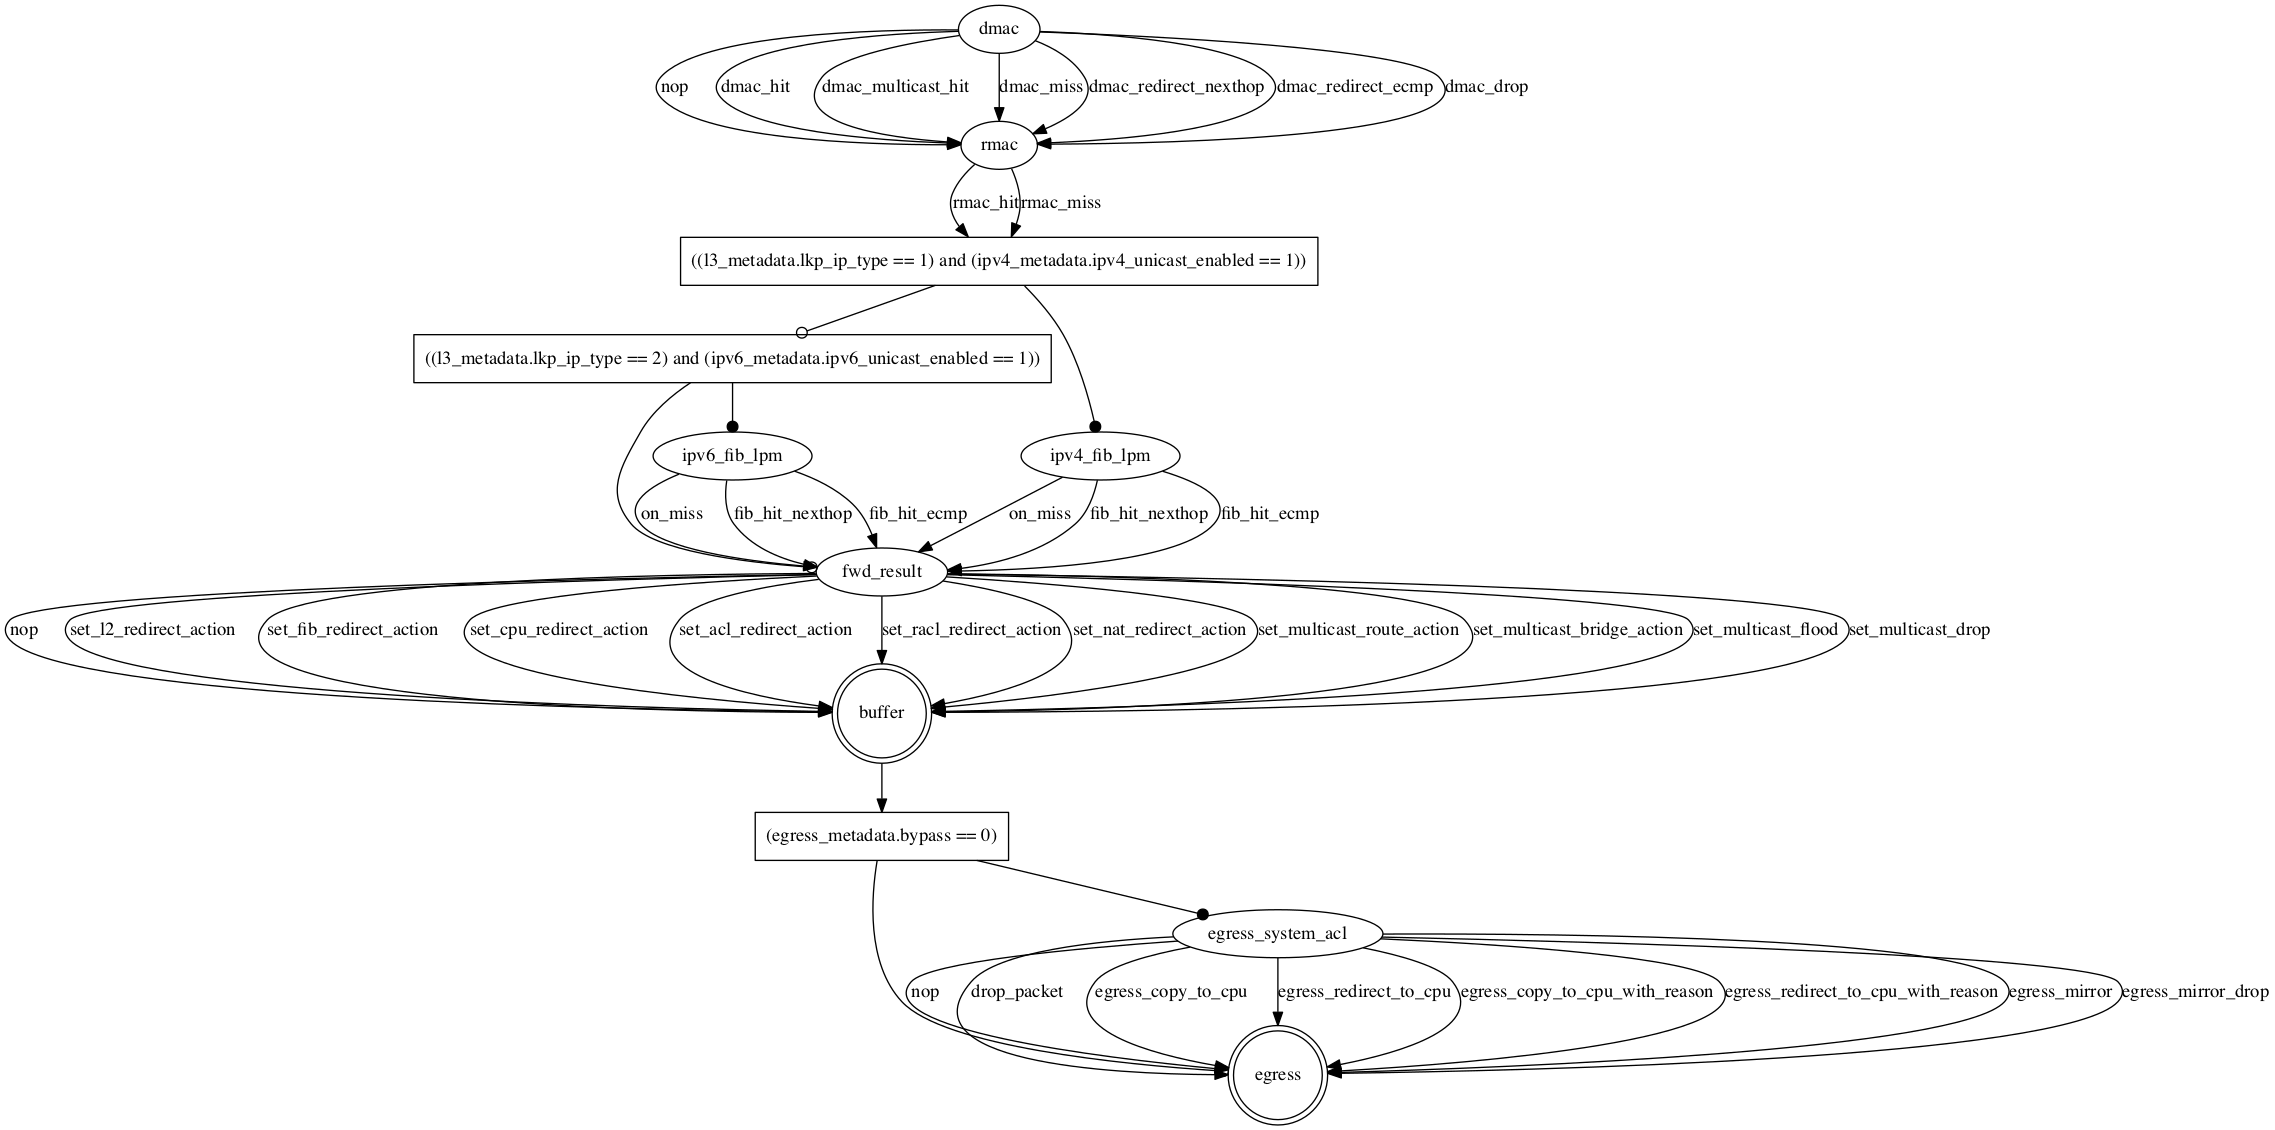 dmac
nop
dmac_hit
dmac_multicast_hit
dmac_miss
dmac_redirect_nexthop
dmac_redirect_ecmp
dmac_drop
rmac
rmac_hit
rmac_miss
((l3_metadata.lkp_ip_type == 1) and (ipv4_metadata.ipv4_unicast_enabled == 1))
((l3_metadata.lkp_ip_type == 2) and (ipv6_metadata.ipv6_unicast_enabled == 1))
ipv6_fib_lpm
ipv4_fib_lpm
on_miss
fib_hit_nexthop
fib_hit_ecmp
on_miss
fib_hit_nexthop
fib_hit_ecmp
fwd_result
nop
set_l2_redirect_action
set_fib_redirect_action
set_cpu_redirect_action
set_acl_redirect_action
set_racl_redirect_action
set_nat_redirect_action
set_multicast_route_action
set_multicast_bridge_action
set_multicast_flood
set_multicast_drop
buffer
(egress_metadata.bypass == 0)
egress_system_acl
nop
drop_packet
egress_copy_to_cpu
egress_redirect_to_cpu
egress_copy_to_cpu_with_reason
egress_redirect_to_cpu_with_reason
egress_mirror
egress_mirror_drop
egress